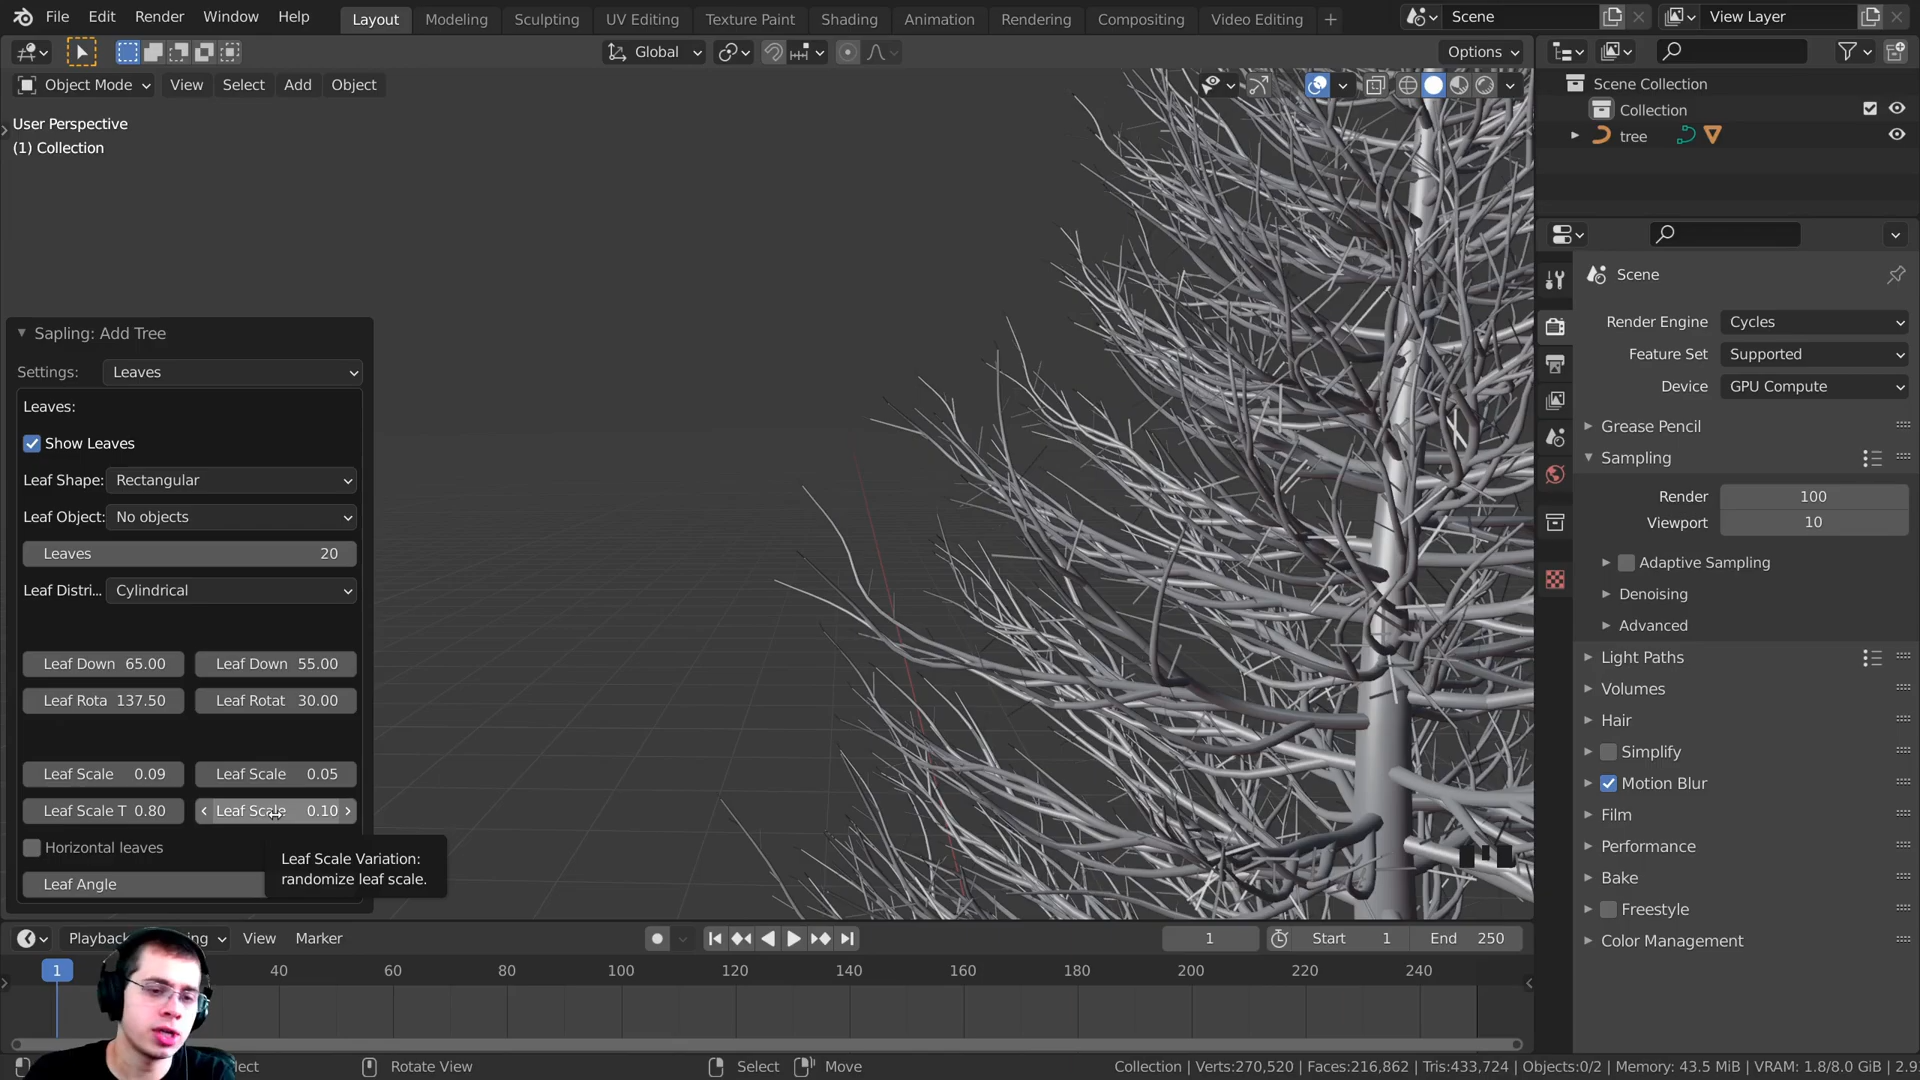 File Edit Render Window Help Layout Modeling Sculpting UV Editing Texture Paint Shading Animation Rendering Compositing Video Editing + Scene View Layer
Global Options
Object Mode View Select Add Object
User Perspective
(1) Collection
Sapling: Add Tree
Settings: Leaves
Leaves:
Show Leaves
Leaf Shape: Rectangular
Leaf Object: No objects
Leaves 20
Leaf Distri... Cylindrical
Leaf Down 65.00 Leaf Down 55.00
Leaf Rota 137.50 Leaf Rotat 30.00
Leaf Scale 0.09 Leaf Scale 0.05
Leaf Scale T 0.80 Leaf Scale 0.10
Horizontal leaves
Leaf Angle
Leaf Scale Variation:
randomize leaf scale.
Scene Collection
Collection
tree
Scene
Render Engine Cycles
Feature Set Supported
Device GPU Compute
Grease Pencil
Sampling
Render 100
Viewport 10
Adaptive Sampling
Denoising
Advanced
Light Paths
Volumes
Hair
Simplify
Motion Blur
Film
Performance
Bake
Freestyle
Color Management
Playback View Marker 1 Start 1 End 250
1 40 60 80 100 120 140 160 180 200 220 240
lect Rotate View Select Move Collection | Verts:270,520 | Faces:216,862 | Tris:433,724 | Objects:0/2 | Memory: 43.5 MiB | VRAM: 1.8/8.0 GiB | 2.9